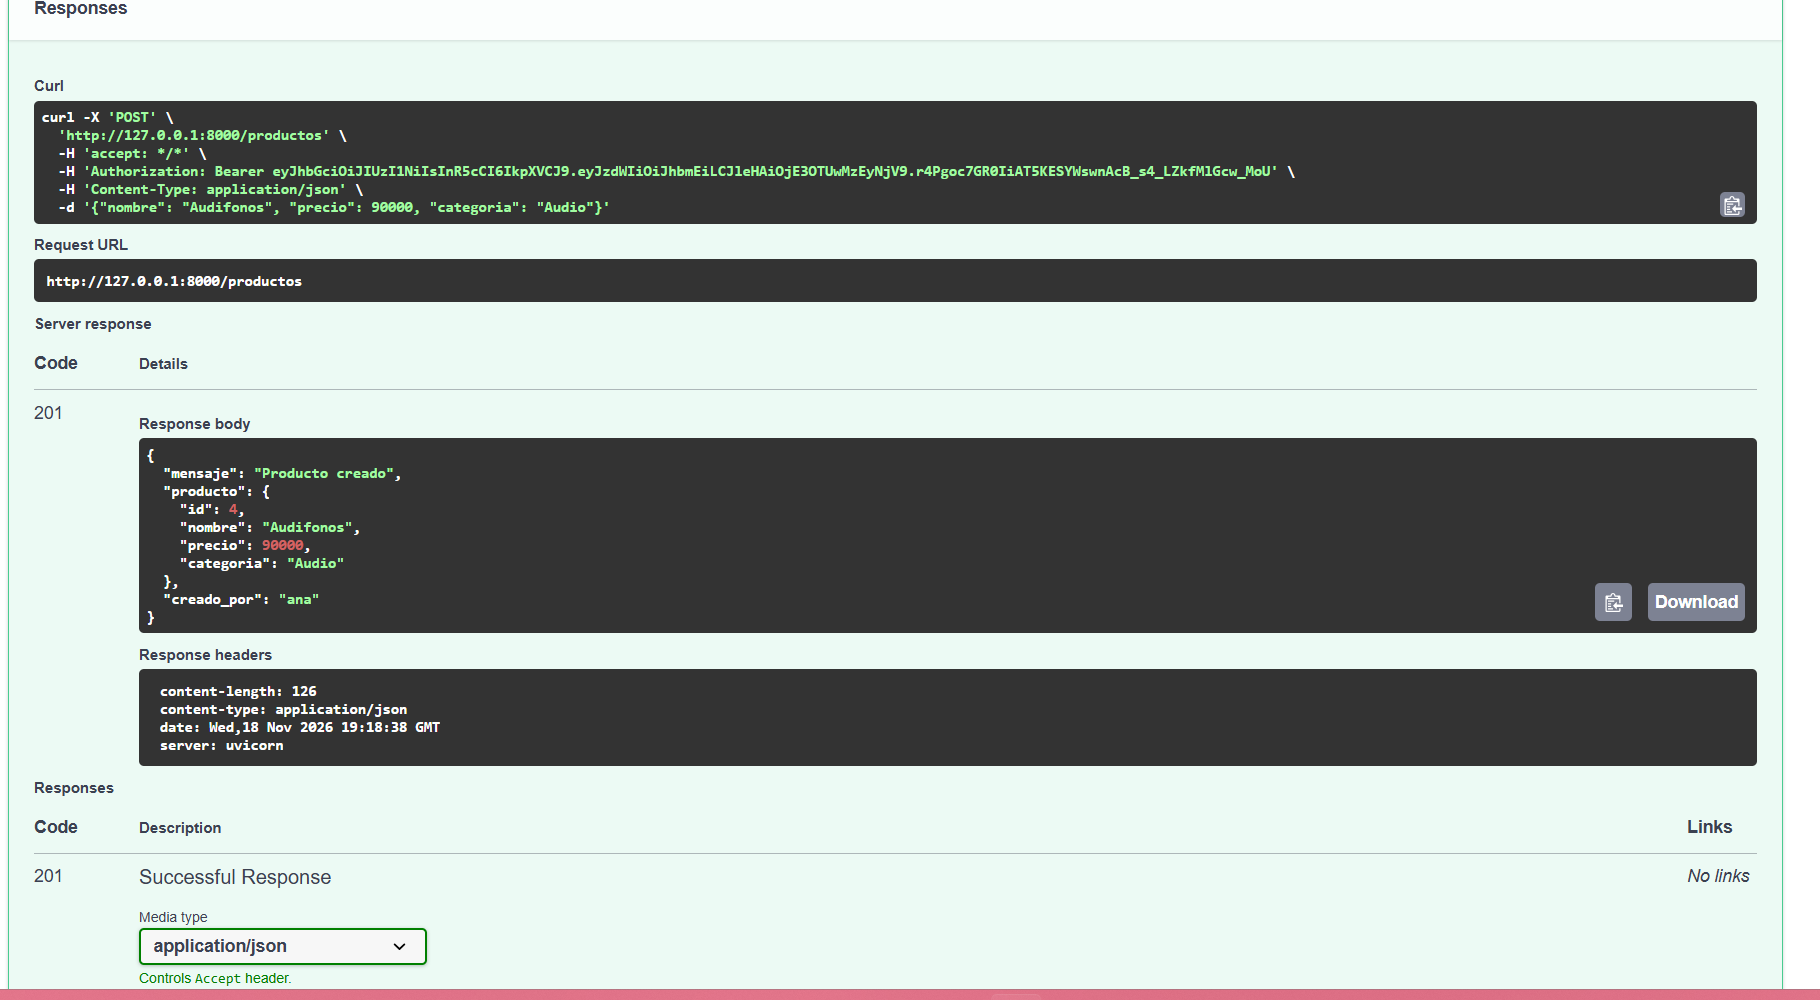 Responses
Curl
curl -X 'POST' \
'http://127.0.0.1:8000/productos' \
-H 'accept: */*' \
-H 'Authorization: Bearer eyJhbGciOiJIUzI1NiIsInR5cCI6IkpXVCJ9.eyJzdWIiOiJhbmEiLCJleHAiOjE3OTUwMzEyNjV9.r4Pgoc7GR0IiAT5KESYWswnAcB_s4_LZkfMlGcw_MoU' \
-H 'Content-Type: application/json' \
-d '{"nombre": "Audifonos", "precio": 90000, "categoria": "Audio"}'
Request URL
http://127.0.0.1:8000/productos
Server response
Code Details
201
Response body
{
"mensaje": "Producto creado",
"producto": {
"id": 4,
"nombre": "Audifonos",
"precio": 90000,
"categoria": "Audio"
},
"creado_por": "ana"
}
Download
Response headers
content-length: 126
content-type: application/json
date: Wed,18 Nov 2026 19:18:38 GMT
server: uvicorn
Responses
Code Description Links
201 Successful Response No links
Media type
application/json
Controls Accept header.